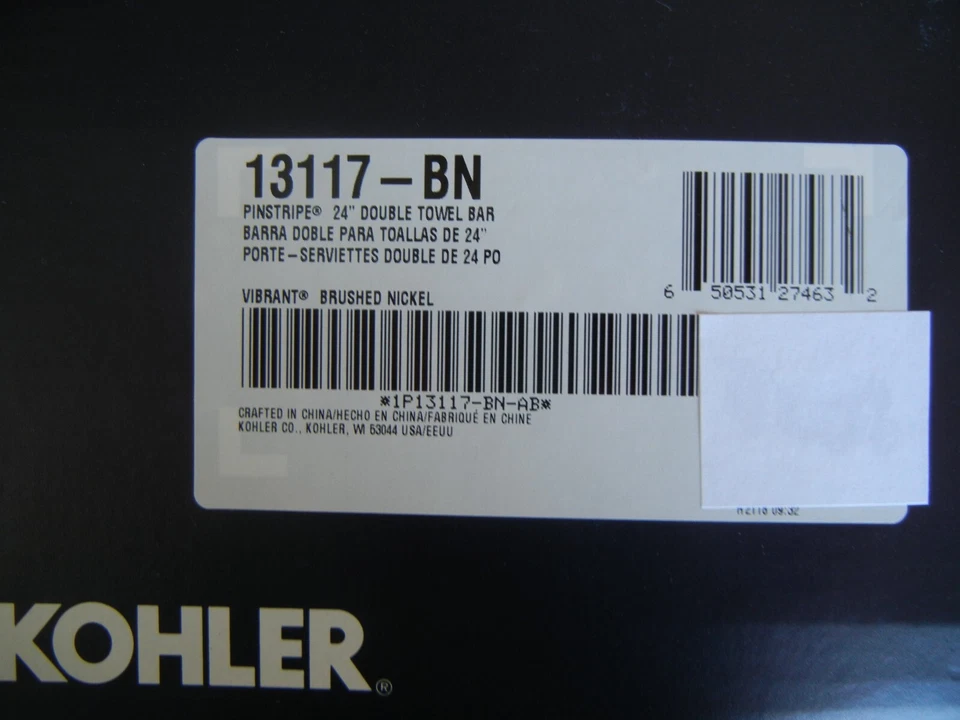 13117-BN
PINSTRIPE® 24" DOUBLE TOWEL BAR
BARRA DOBLE PARA TOALLAS DE 24"
PORTE-SERVIETTES DOUBLE DE 24 PO
VIBRANT® BRUSHED NICKEL
6 50531 27463 2
*1P13117-BN-AB*
CRAFTED IN CHINA/HECHO EN CHINA/FABRIQUÉ EN CHINE
KOHLER CO., KOHLER, WI 53044 USA/EEUU
09:32
KOHLER®